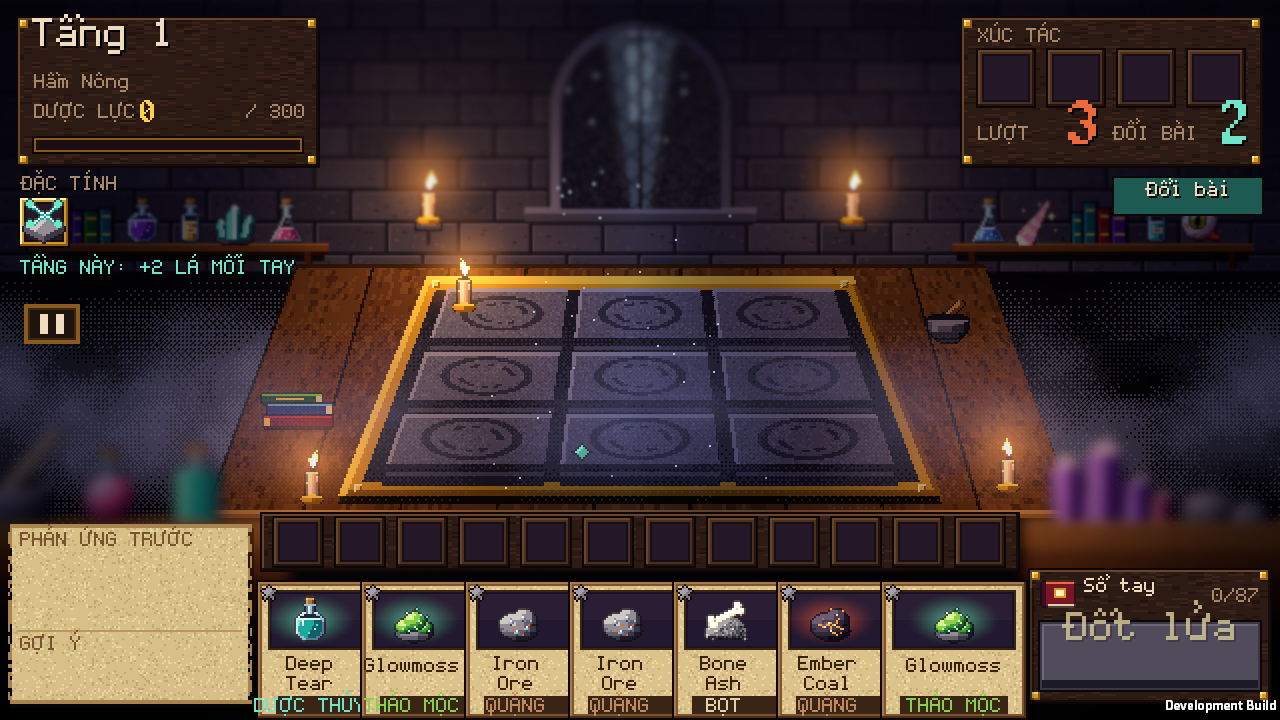 Tầng 1
Hầm Nông
DƯỢC LỰC 0 / 300
ĐẶC TÍNH
TẦNG NÀY: +2 LÁ MỖI TAY
XÚC TÁC
LƯỢT 3 ĐỔI BÀI 2
Đổi bài
PHẢN ỨNG TRƯỚC
GỢI Ý
Deep Tear
DƯỢC THỦY
Glowmoss
THẢO MỘC
Iron Ore
QUẶNG
Iron Ore
QUẶNG
Bone Ash
BỘT
Ember Coal
QUẶNG
Glowmoss
THẢO MỘC
Sổ tay
0/87
Đốt lửa
Development Build